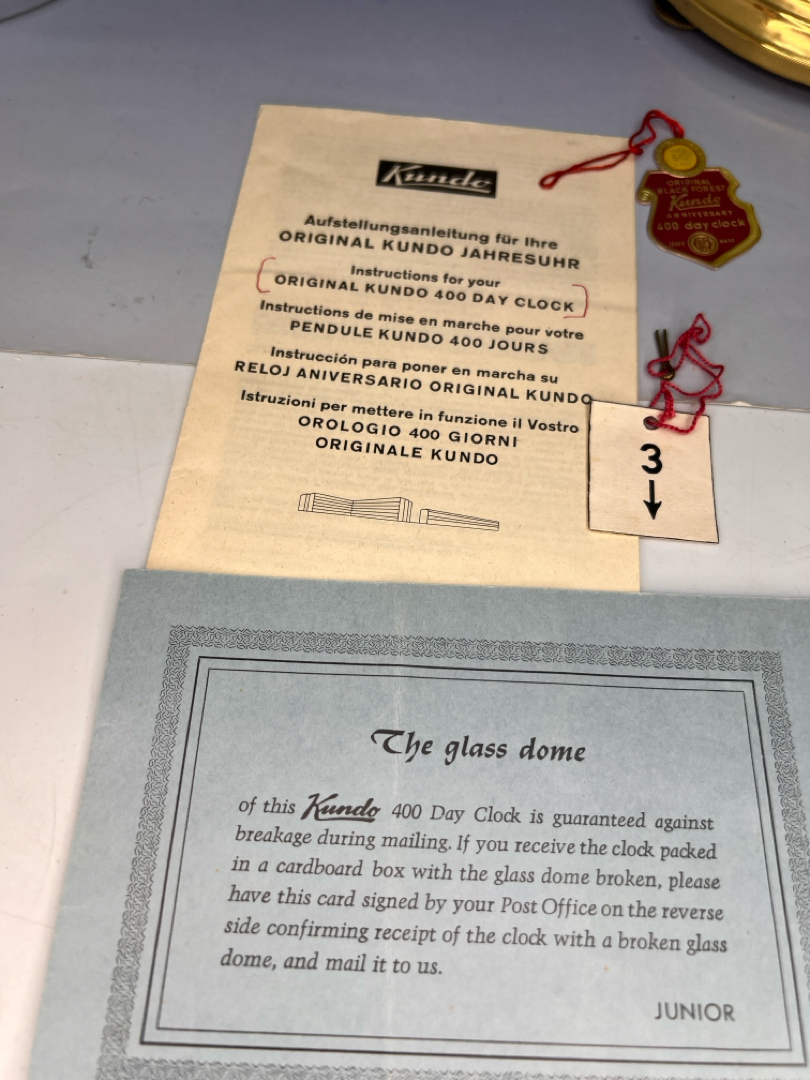 Kundo
Aufstellungsanleitung für Ihre
ORIGINAL KUNDO JAHRESUHR
Instructions for your
ORIGINAL KUNDO 400 DAY CLOCK
Instructions de mise en marche pour votre
PENDULE KUNDO 400 JOURS
Instrucción para poner en marcha su
RELOJ ANIVERSARIO ORIGINAL KUNDO
Istruzioni per mettere in funzione il Vostro
OROLOGIO 400 GIORNI
ORIGINALE KUNDO
ORIGINAL
BLACK FOREST
Kundo
ANNIVERSARY
400 day clock
3
The glass dome
of this Kundo 400 Day Clock is guaranteed against
breakage during mailing. If you receive the clock packed
in a cardboard box with the glass dome broken, please
have this card signed by your Post Office on the reverse
side confirming receipt of the clock with a broken glass
dome, and mail it to us.
JUNIOR